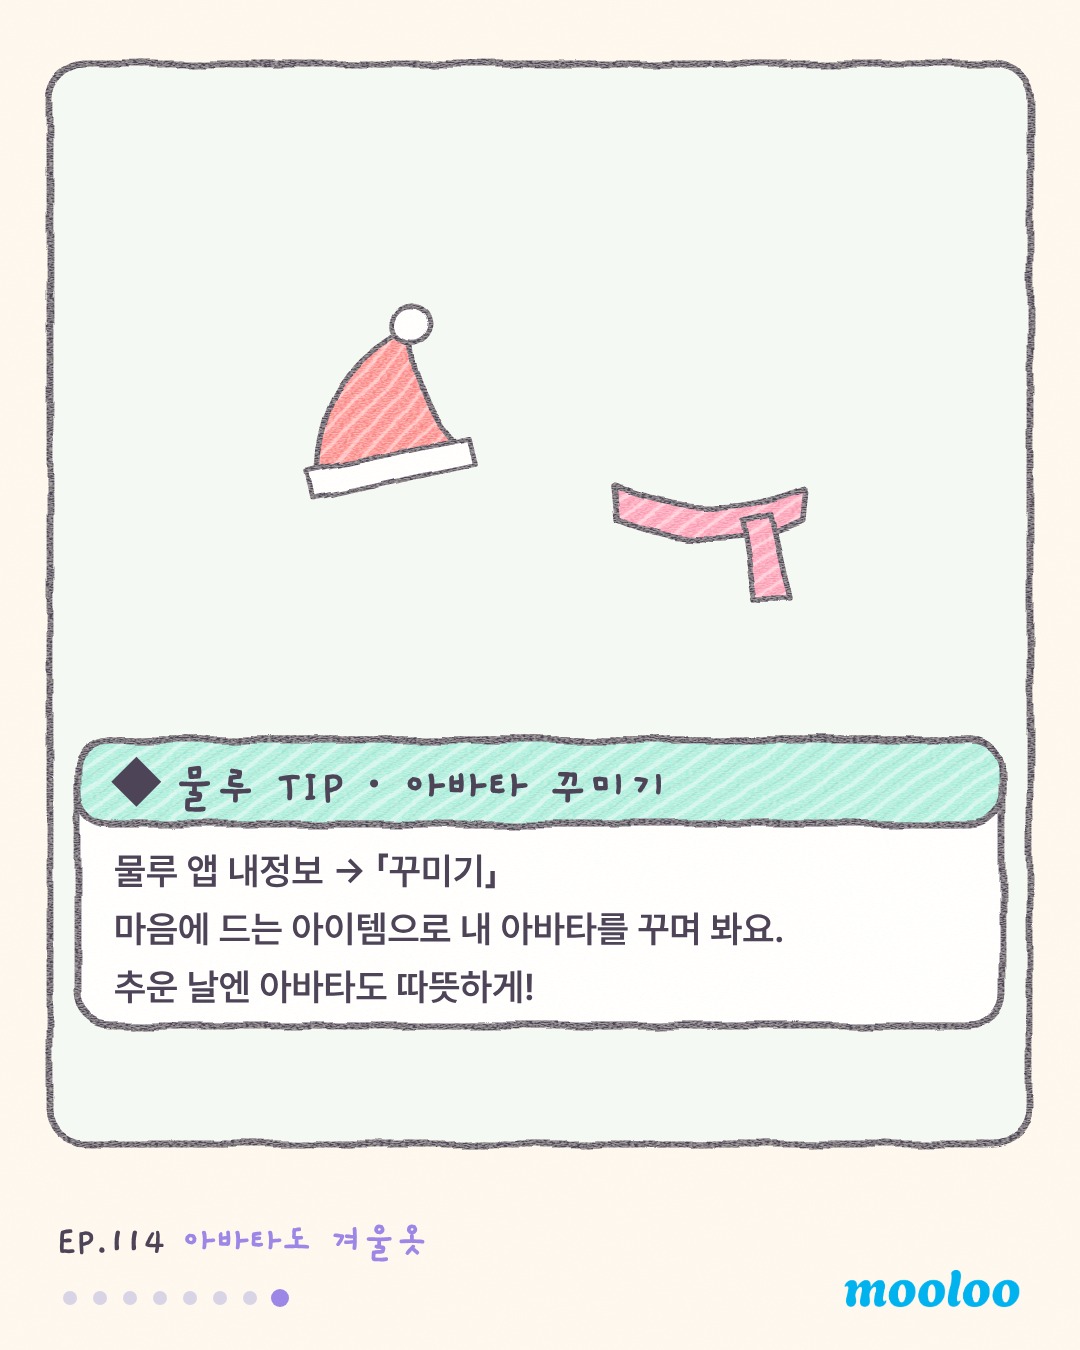 ◆ 물루 TIP · 아바타 꾸미기
물루 앱 내정보 → 「꾸미기」
마음에 드는 아이템으로 내 아바타를 꾸며 봐요.
추운 날엔 아바타도 따뜻하게!
EP.114 아바타도 겨울옷
mooloo